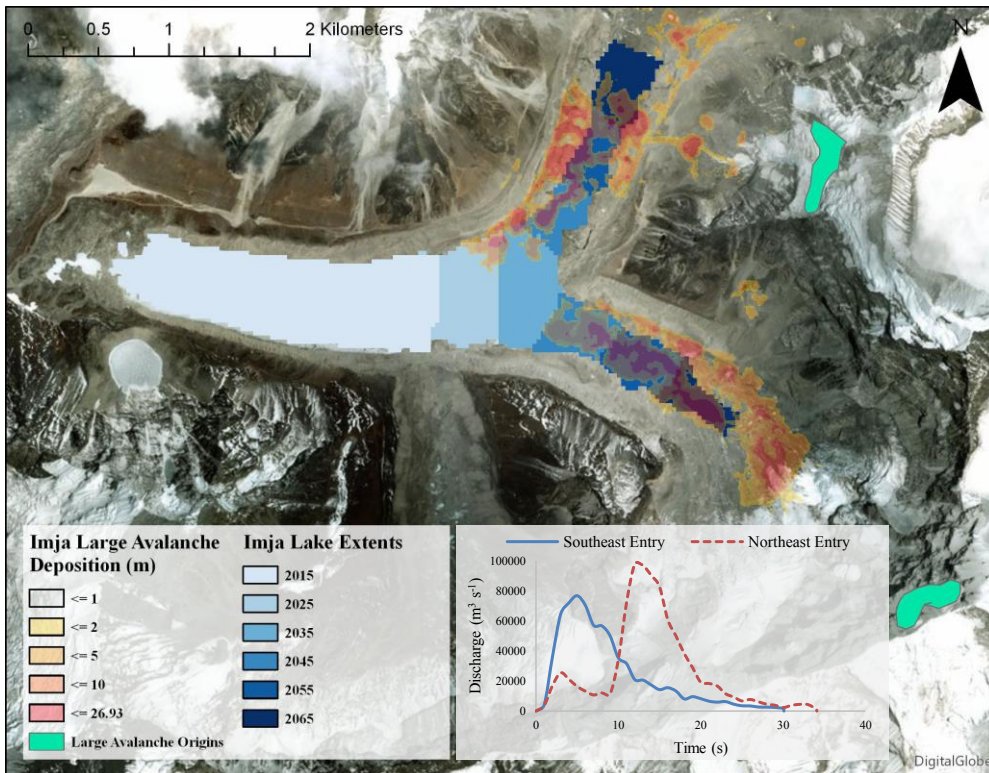 0 0.5 1 2 Kilometers
N
Imja Large Avalanche
Deposition (m)
<= 1
<= 2
<= 5
<= 10
<= 26.93
Large Avalanche Origins
Imja Lake Extents
2015
2025
2035
2045
2055
2065
Southeast Entry Northeast Entry
Discharge (m³ s⁻¹)
100000
80000
60000
40000
20000
0
0 10 20 30 40
Time (s)
DigitalGlobe